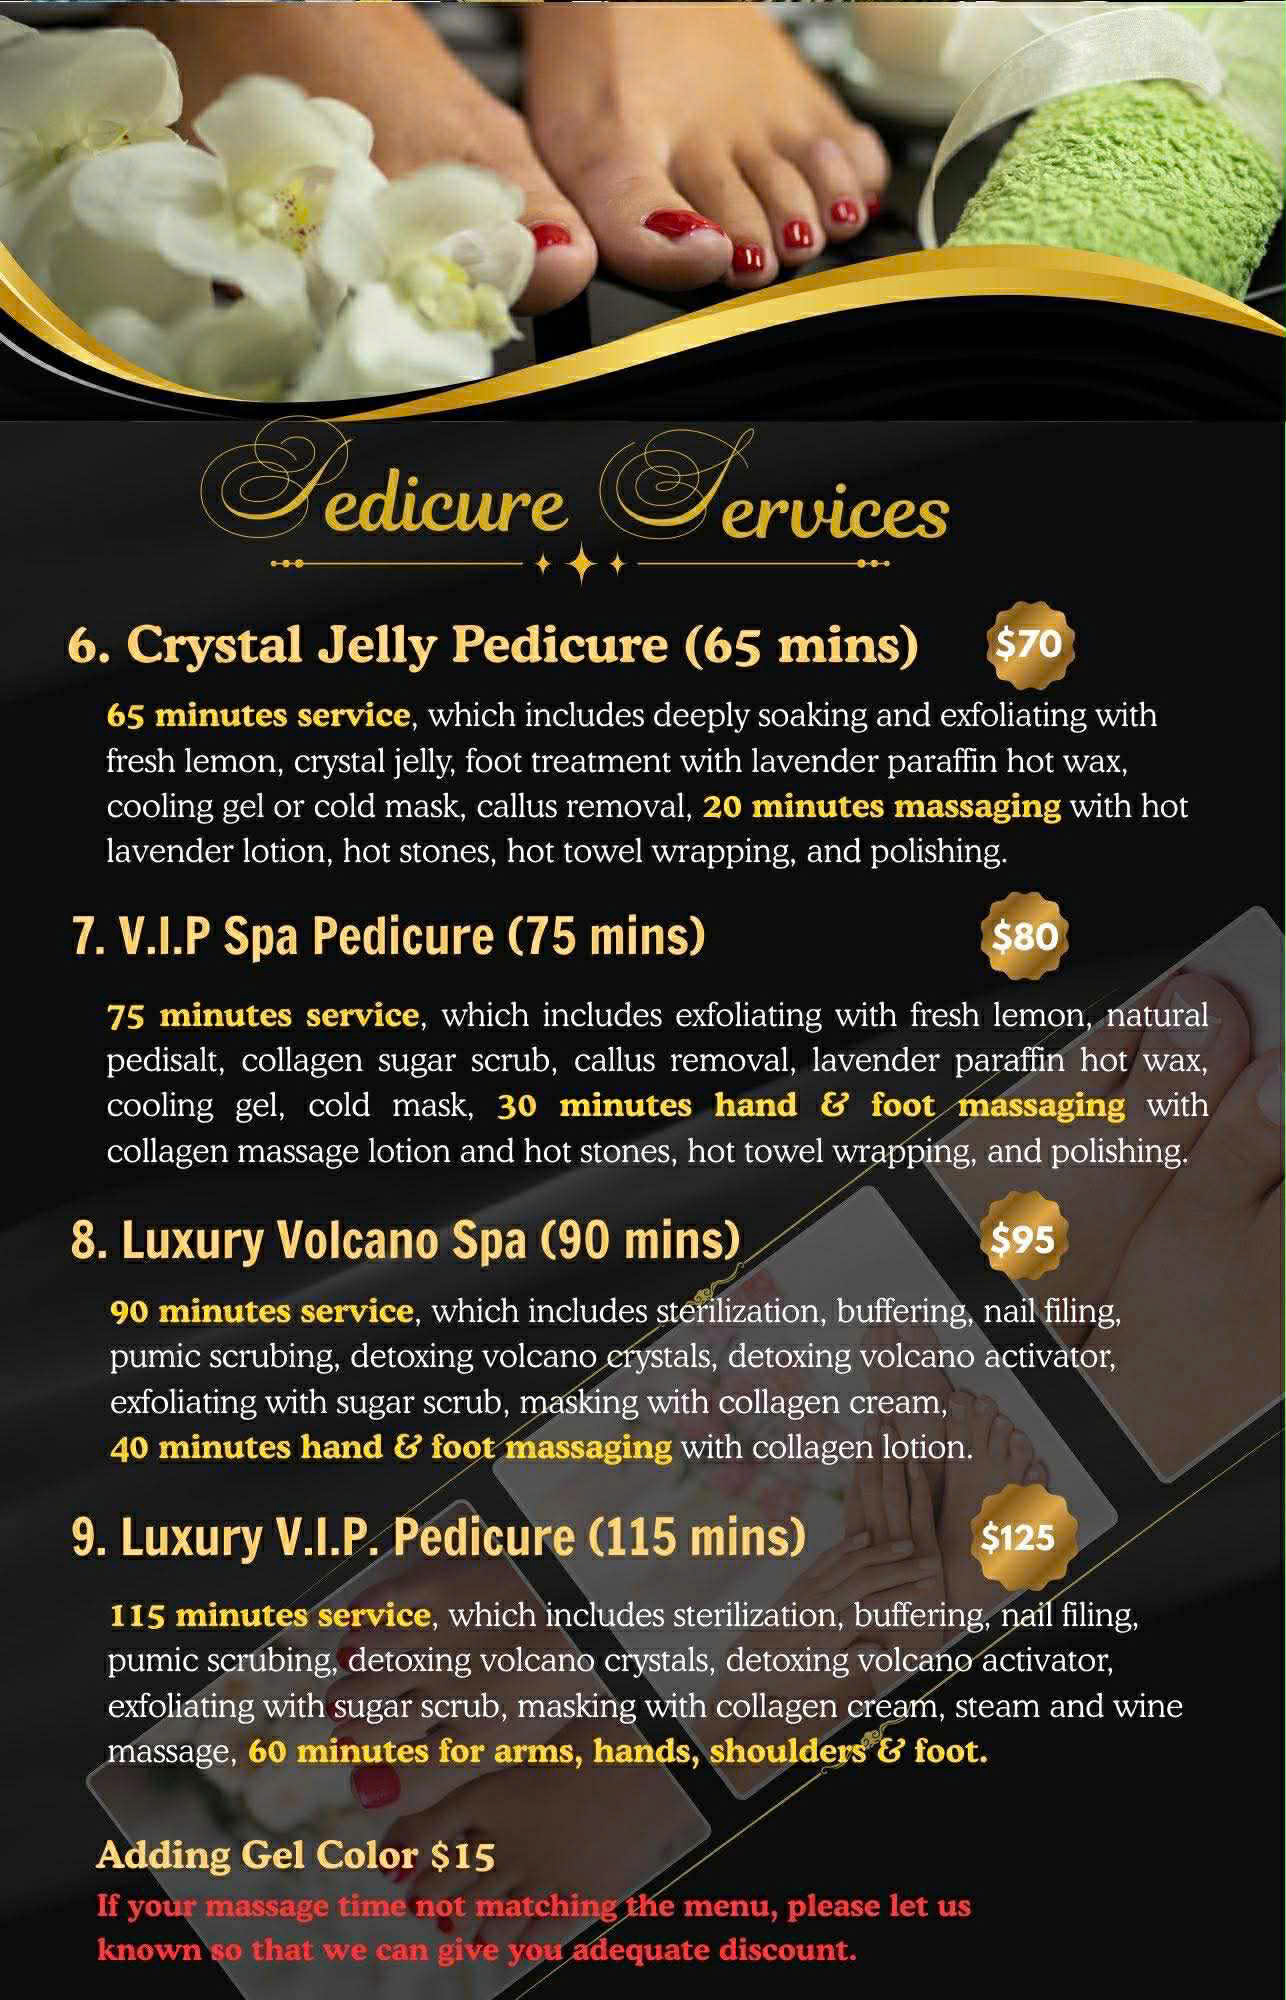 Pedicure Services
6. Crystal Jelly Pedicure (65 mins) $70
65 minutes service, which includes deeply soaking and exfoliating with
fresh lemon, crystal jelly, foot treatment with lavender paraffin hot wax,
cooling gel or cold mask, callus removal, 20 minutes massaging with hot
lavender lotion, hot stones, hot towel wrapping, and polishing.
7. V.I.P Spa Pedicure (75 mins) $80
75 minutes service, which includes exfoliating with fresh lemon, natural
pedisalt, collagen sugar scrub, callus removal, lavender paraffin hot wax,
cooling gel, cold mask, 30 minutes hand & foot massaging with
collagen massage lotion and hot stones, hot towel wrapping, and polishing.
8. Luxury Volcano Spa (90 mins) $95
90 minutes service, which includes sterilization, buffering, nail filing,
pumic scrubing, detoxing volcano crystals, detoxing volcano activator,
exfoliating with sugar scrub, masking with collagen cream,
40 minutes hand & foot massaging with collagen lotion.
9. Luxury V.I.P. Pedicure (115 mins) $125
115 minutes service, which includes sterilization, buffering, nail filing,
pumic scrubing, detoxing volcano crystals, detoxing volcano activator,
exfoliating with sugar scrub, masking with collagen cream, steam and wine
massage, 60 minutes for arms, hands, shoulders & foot.
Adding Gel Color $15
If your massage time not matching the menu, please let us
known so that we can give you adequate discount.